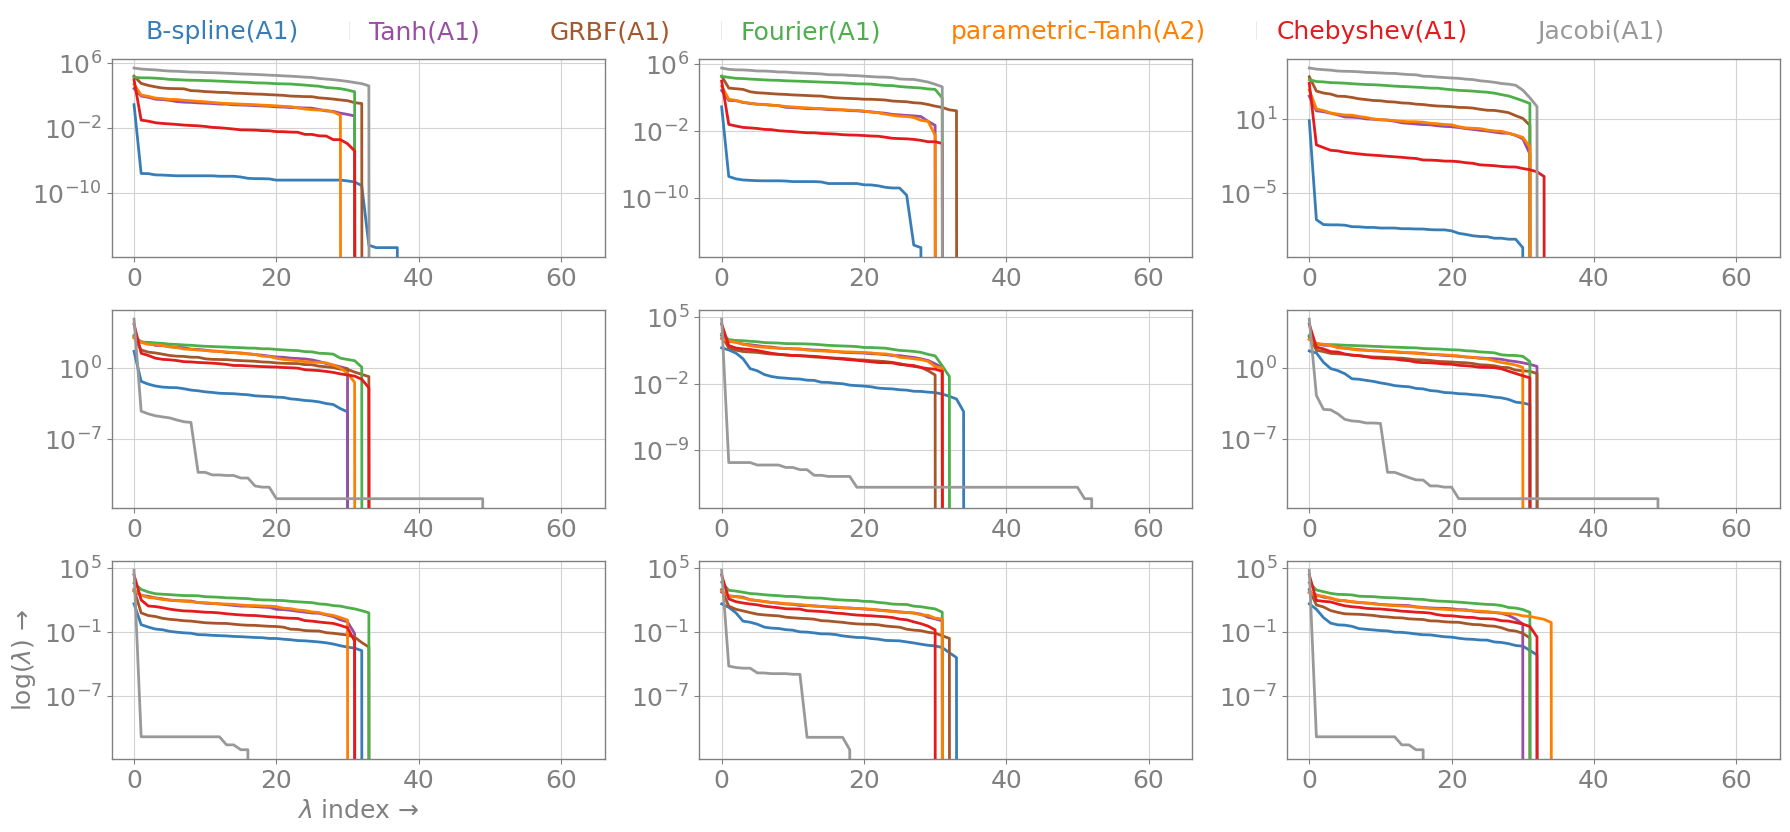 B-spline(A1) Tanh(A1) GRBF(A1) Fourier(A1) parametric-Tanh(A2) Chebyshev(A1) Jacobi(A1)
10^6 10^-2 10^-10
0 20 40 60
10^6 10^-2 10^-10
0 20 40 60
10^1 10^-5
0 20 40 60
10^0 10^-7
0 20 40 60
10^5 10^-2 10^-9
0 20 40 60
10^0 10^-7
0 20 40 60
10^5 10^-1 10^-7
log(λ) →
0 20 40 60
λ index →
10^5 10^-1 10^-7
0 20 40 60
10^5 10^-1 10^-7
0 20 40 60